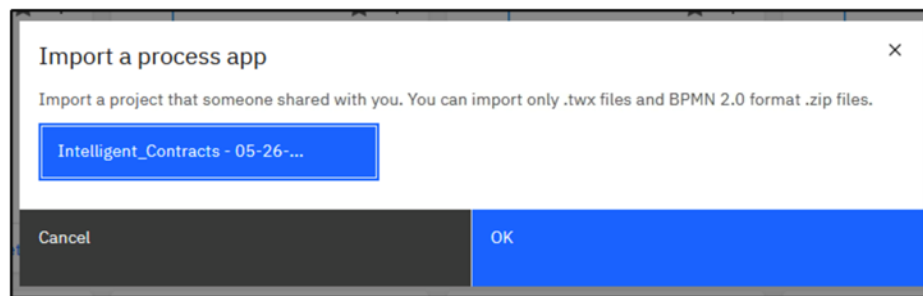 Import a process app
Import a project that someone shared with you. You can import only .twx files and BPMN 2.0 format .zip files.
Intelligent_Contracts - 05-26-...
Cancel
OK